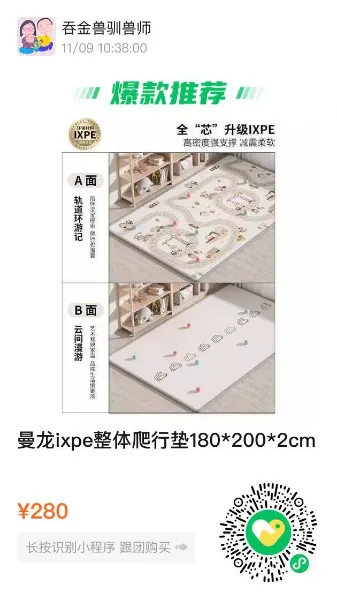 吞金兽驯兽师
11/09 10:38:00
爆款推荐
IXPE
全“芯”升级IXPE
高密度强支撑 减震柔软
A 面
轨道环游记
B 面
云间漫游
曼龙ixpe整体爬行垫180*200*2cm
¥280
长按识别小程序 跟团购买